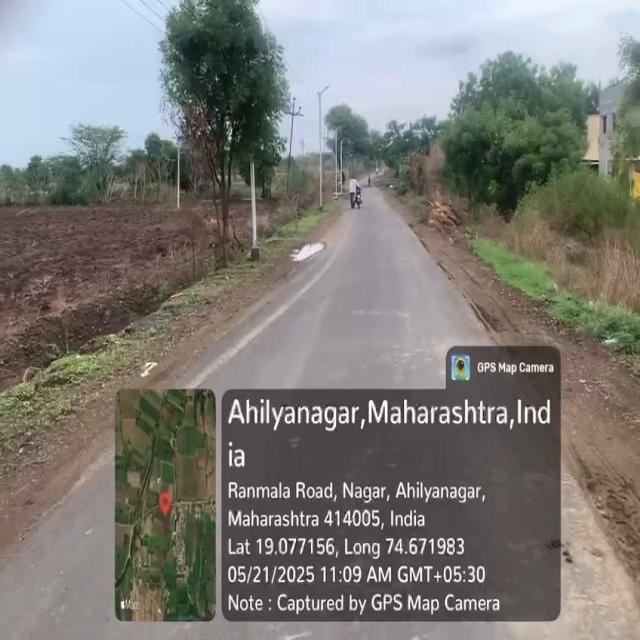 GPS Map Camera
Ahilyanagar,Maharashtra,Ind
ia
Ranmala Road, Nagar, Ahilyanagar,
Maharashtra 414005, India
Lat 19.077156, Long 74.671983
05/21/2025 11:09 AM GMT+05:30
Note : Captured by GPS Map Camera
Maps